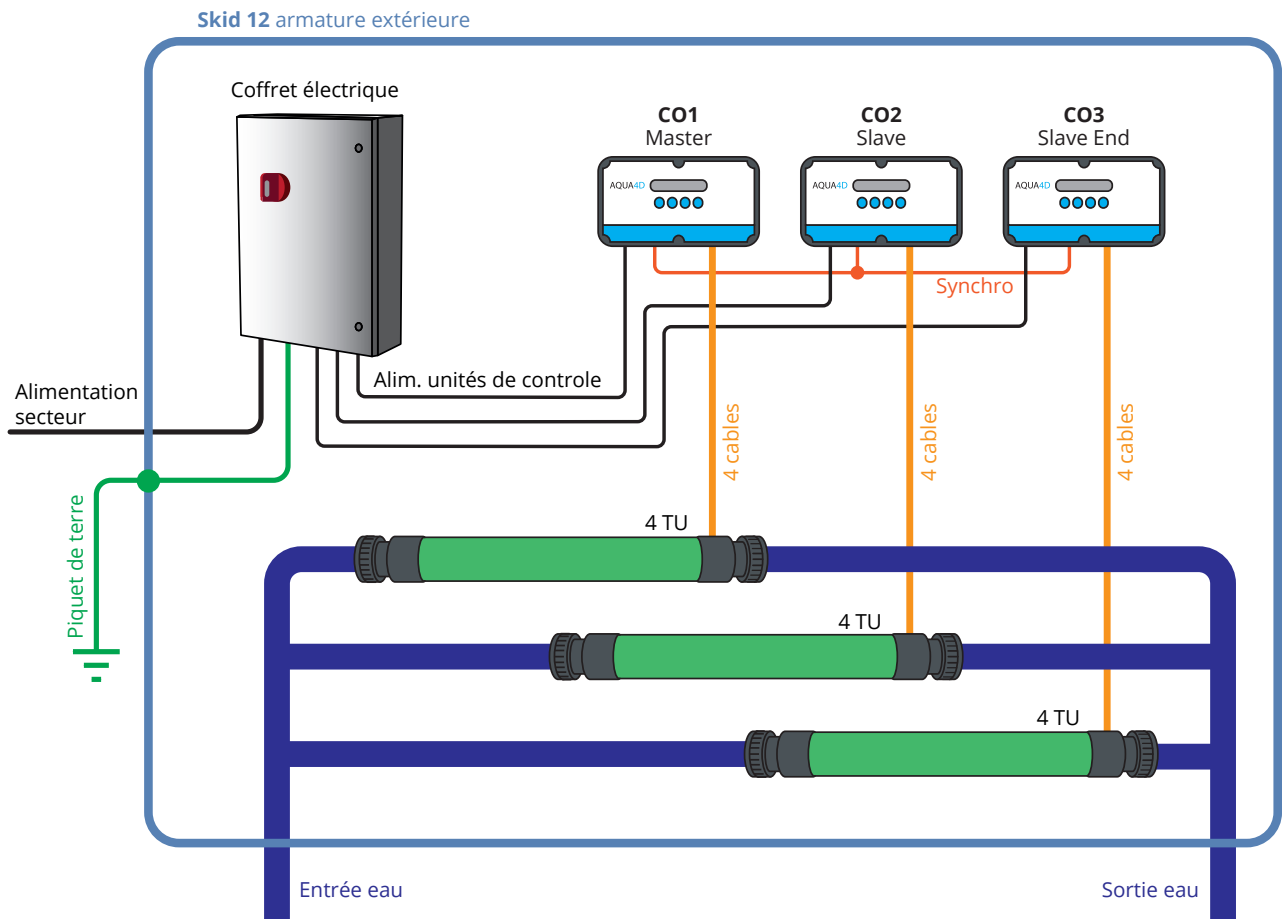 Skid 12 armature extérieure
Coffret électrique
CO1
Master
CO2
Slave
CO3
Slave End
AQUA4D
AQUA4D
AQUA4D
Synchro
Alim. unités de controle
Alimentation
secteur
4 cables
4 cables
4 cables
Piquet de terre
4 TU
4 TU
4 TU
Entrée eau
Sortie eau